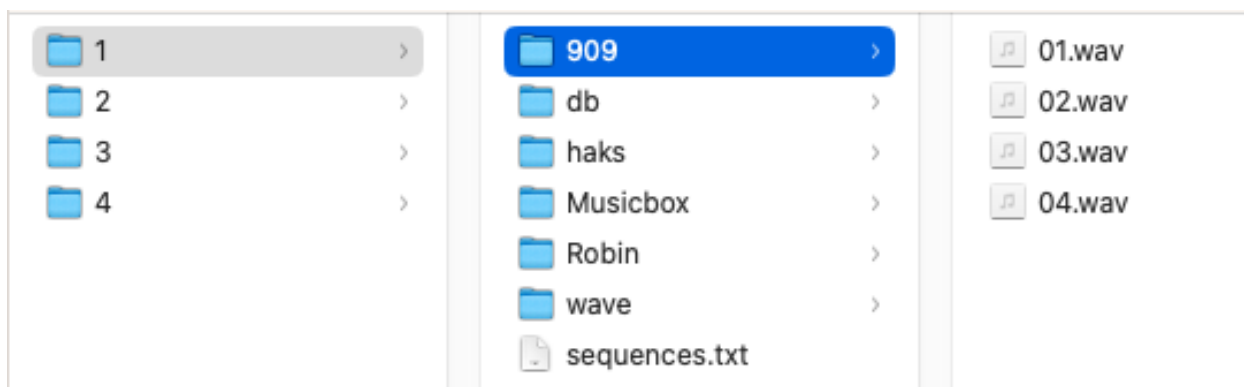 1
2
3
4
909
db
haks
Musicbox
Robin
wave
sequences.txt
01.wav
02.wav
03.wav
04.wav